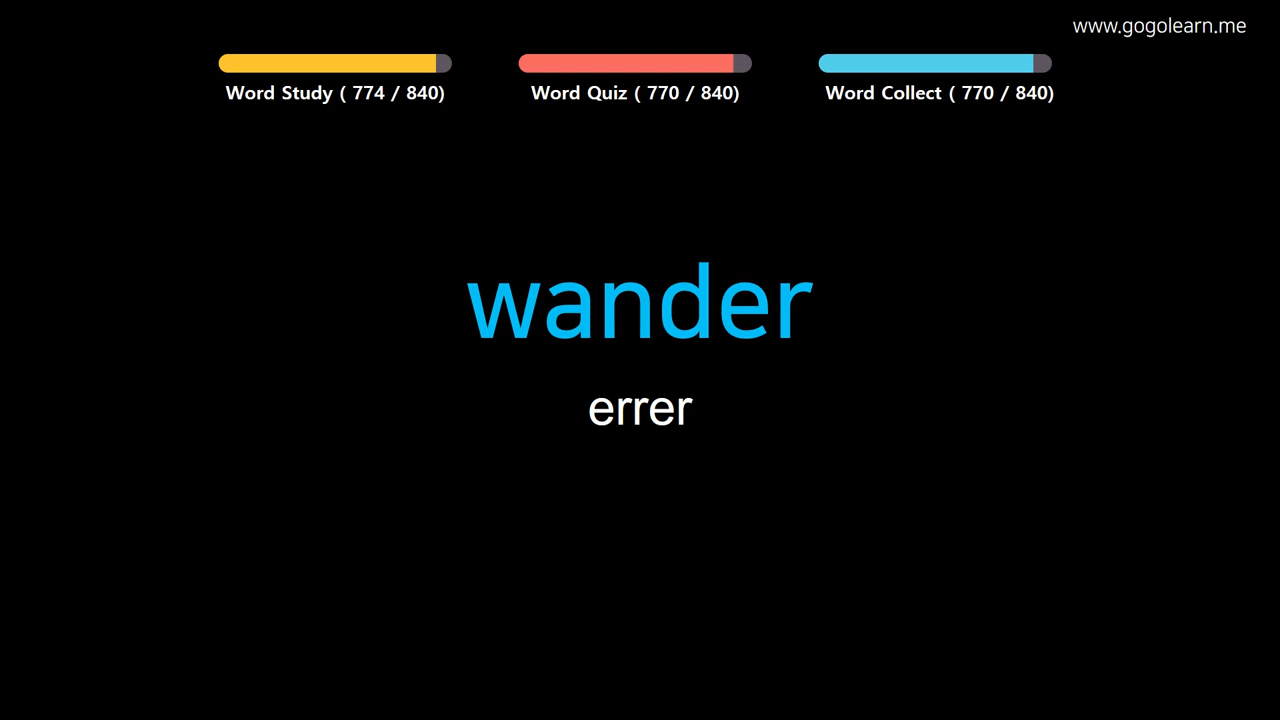 www.gogolearn.me
Word Study ( 774 / 840)
Word Quiz ( 770 / 840)
Word Collect ( 770 / 840)
wander
errer